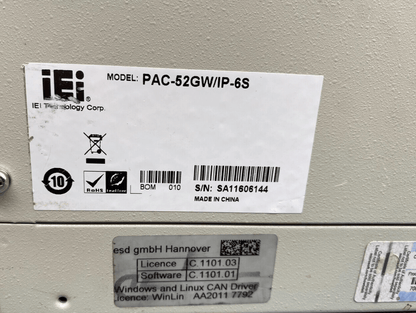 iEi®
MODEL: PAC-52GW/IP-6S
IEI Technology Corp.
10
RoHS
BOM 010
S/N: SA11606144
MADE IN CHINA
esd gmbH Hannover
Licence C.1101.03
Software C.1101.01
Windows and Linux CAN Driver
Licence: WinLin AA2011 7792